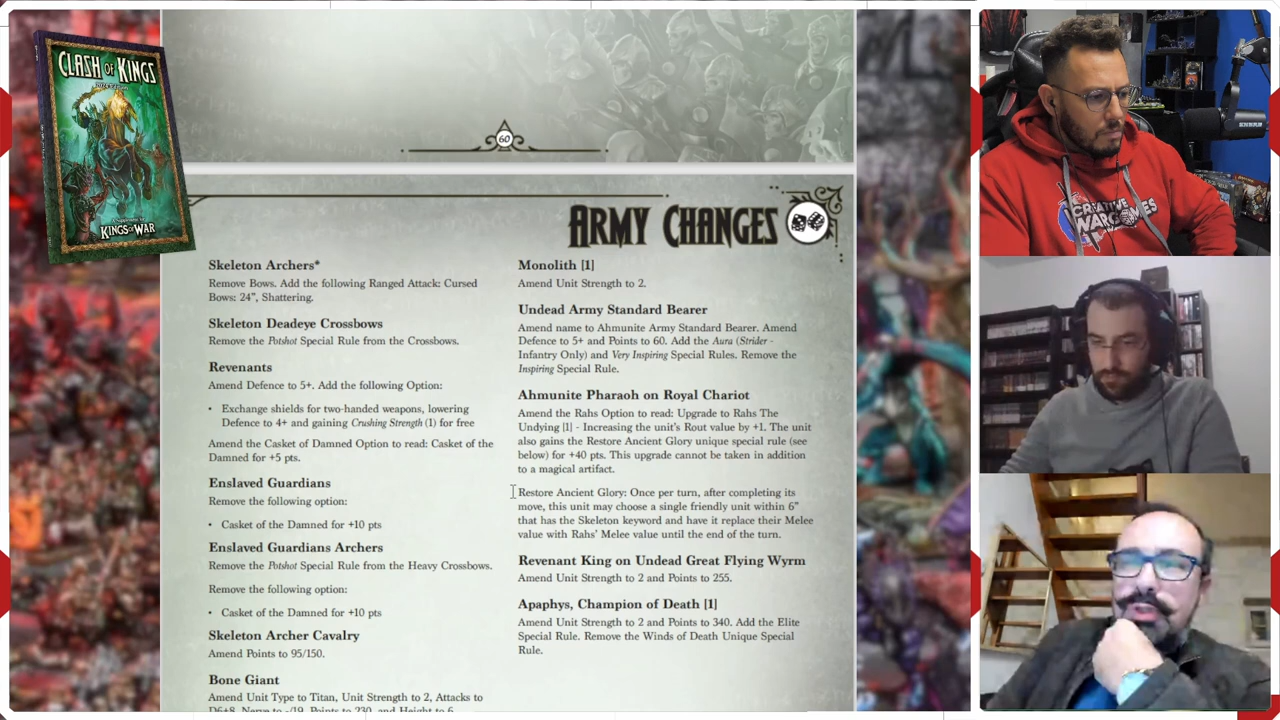 CLASH OF KINGS
A Supplement for
KINGS OF WAR
60
ARMY CHANGES
Skeleton Archers*
Remove Bows. Add the following Ranged Attack: Cursed
Bows: 24", Shattering.
Skeleton Deadeye Crossbows
Remove the Potshot Special Rule from the Crossbows.
Revenants
Amend Defence to 5+. Add the following Option:
• Exchange shields for two-handed weapons, lowering
Defence to 4+ and gaining Crushing Strength (1) for free
Amend the Casket of Damned Option to read: Casket of the
Damned for +5 pts.
Enslaved Guardians
Remove the following option:
• Casket of the Damned for +10 pts
Enslaved Guardians Archers
Remove the Potshot Special Rule from the Heavy Crossbows.
Remove the following option:
• Casket of the Damned for +10 pts
Skeleton Archer Cavalry
Amend Points to 95/150.
Bone Giant
Amend Unit Type to Titan, Unit Strength to 2, Attacks to
D6+8, Nerve to -/19, Points to 230, and Height to 6.
Monolith [1]
Amend Unit Strength to 2.
Undead Army Standard Bearer
Amend name to Ahmunite Army Standard Bearer. Amend
Defence to 5+ and Points to 60. Add the Aura (Strider -
Infantry Only) and Very Inspiring Special Rules. Remove the
Inspiring Special Rule.
Ahmunite Pharaoh on Royal Chariot
Amend the Rahs Option to read: Upgrade to Rahs The
Undying [1] - Increasing the unit's Rout value by +1. The unit
also gains the Restore Ancient Glory unique special rule (see
below) for +40 pts. This upgrade cannot be taken in addition
to a magical artifact.
Restore Ancient Glory: Once per turn, after completing its
move, this unit may choose a single friendly unit within 6"
that has the Skeleton keyword and have it replace their Melee
value with Rahs' Melee value until the end of the turn.
Revenant King on Undead Great Flying Wyrm
Amend Unit Strength to 2 and Points to 255.
Apaphys, Champion of Death [1]
Amend Unit Strength to 2 and Points to 340. Add the Elite
Special Rule. Remove the Winds of Death Unique Special
Rule.
CREATIVE
WARGAMES
SHURE